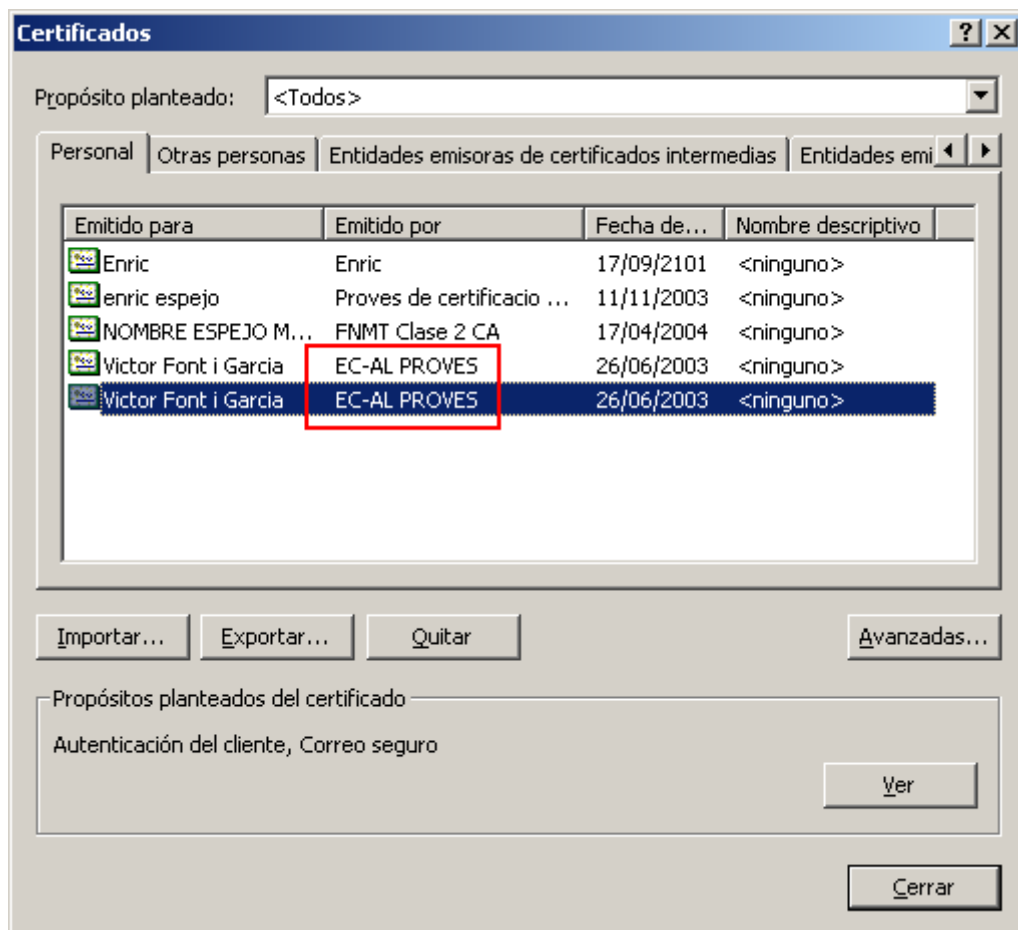 Certificados
Propósito planteado: <Todos>
Personal Otras personas Entidades emisoras de certificados intermedias Entidades emi
Emitido para Emitido por Fecha de... Nombre descriptivo
Enric Enric 17/09/2101 <ninguno>
enric espejo Proves de certificacio ... 11/11/2003 <ninguno>
NOMBRE ESPEJO M... FNMT Clase 2 CA 17/04/2004 <ninguno>
Victor Font i Garcia EC-AL PROVES 26/06/2003 <ninguno>
Victor Font i Garcia EC-AL PROVES 26/06/2003 <ninguno>
Importar... Exportar... Quitar Avanzadas...
Propósitos planteados del certificado
Autenticación del cliente, Correo seguro
Ver
Cerrar